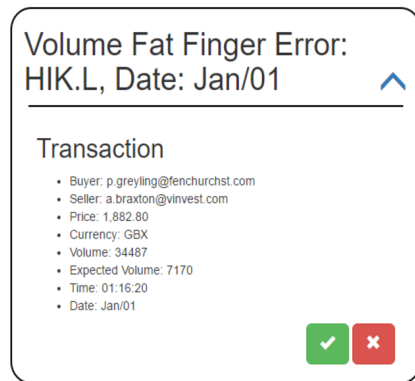 Volume Fat Finger Error:
HIK.L, Date: Jan/01
Transaction
• Buyer: p.greyling@fenchurchst.com
• Seller: a.braxton@vinvest.com
• Price: 1,882.80
• Currency: GBX
• Volume: 34487
• Expected Volume: 7170
• Time: 01:16:20
• Date: Jan/01